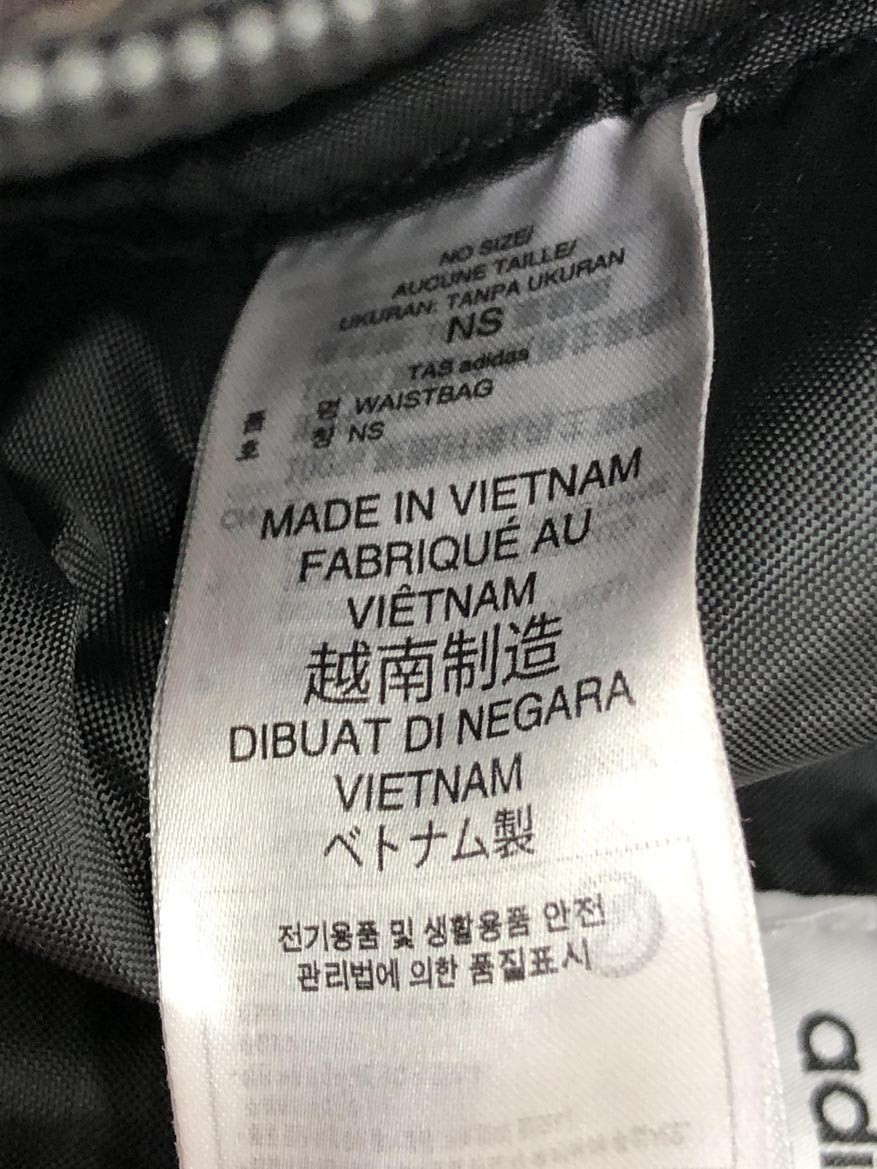 NO SIZE/
AUCUNE TAILLE/
UKURAN: TANPA UKURAN
NS
TAS adidas
품 명 WAISTBAG
호 칭 NS
MADE IN VIETNAM
FABRIQUÉ AU
VIÊTNAM
越南制造
DIBUAT DI NEGARA
VIETNAM
ベトナム製
전기용품 및 생활용품 안전
관리법에 의한 품질표시
adi